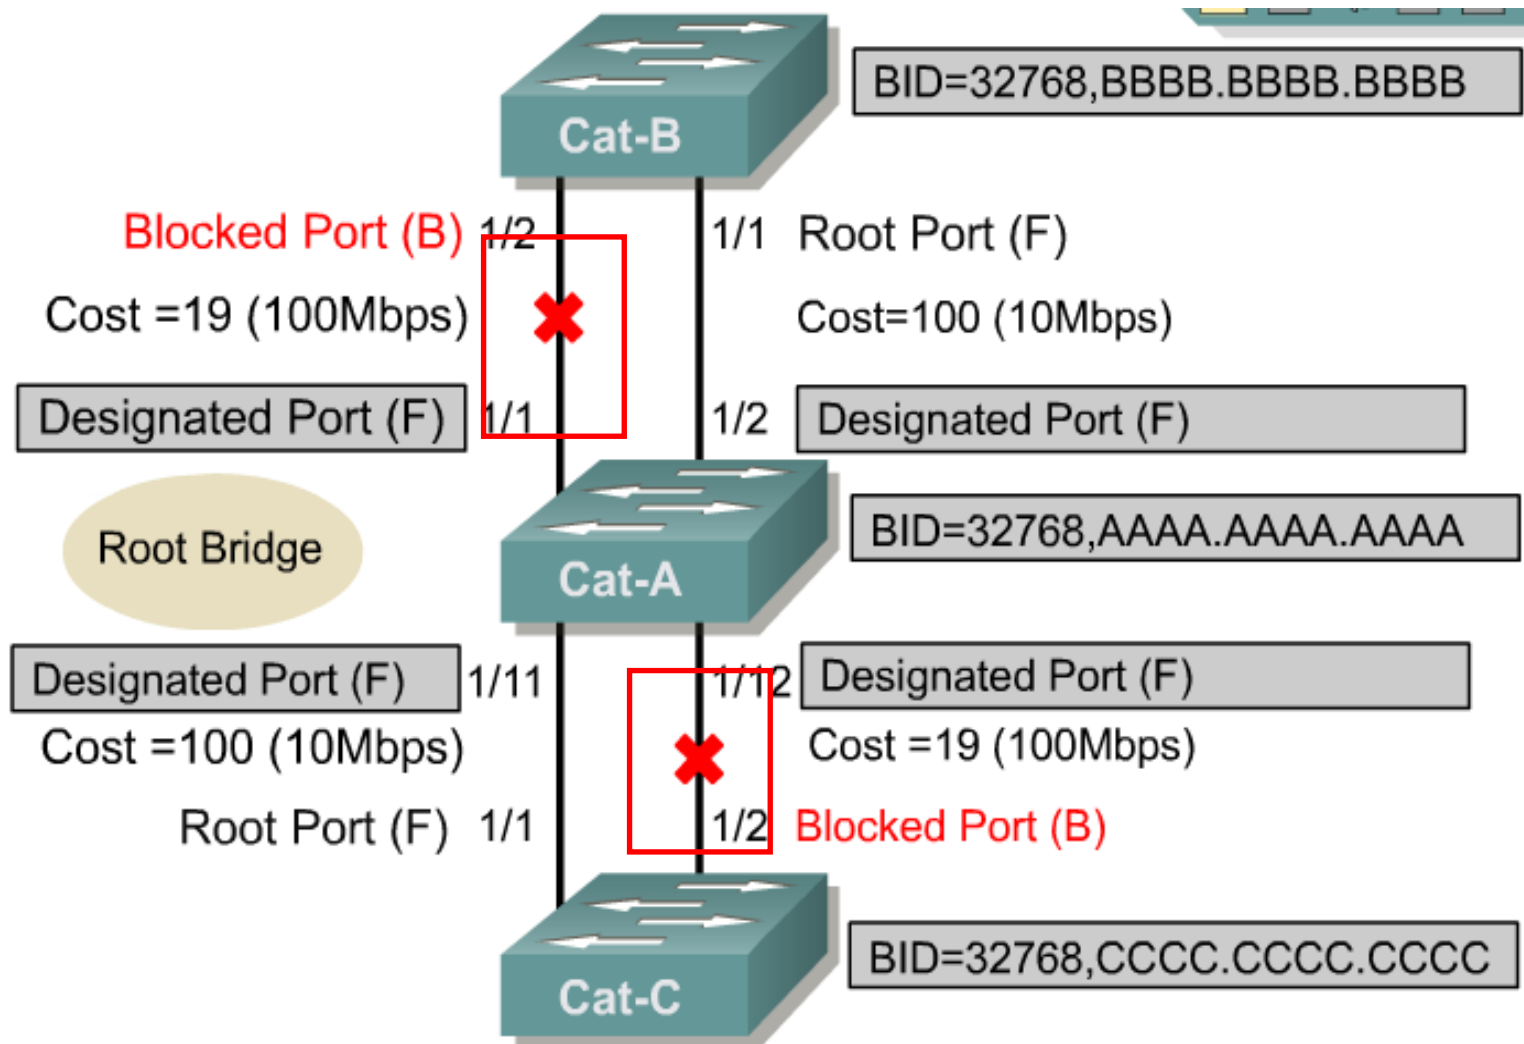 BID=32768,BBBB.BBBB.BBBB
Cat-B
Blocked Port (B) 1/2
1/1 Root Port (F)
Cost =19 (100Mbps)
Cost=100 (10Mbps)
Designated Port (F) 1/1
1/2 Designated Port (F)
BID=32768,AAAA.AAAA.AAAA
Root Bridge
Cat-A
Designated Port (F) 1/11
1/12 Designated Port (F)
Cost =100 (10Mbps)
Cost =19 (100Mbps)
Root Port (F) 1/1
1/2 Blocked Port (B)
BID=32768,CCCC.CCCC.CCCC
Cat-C